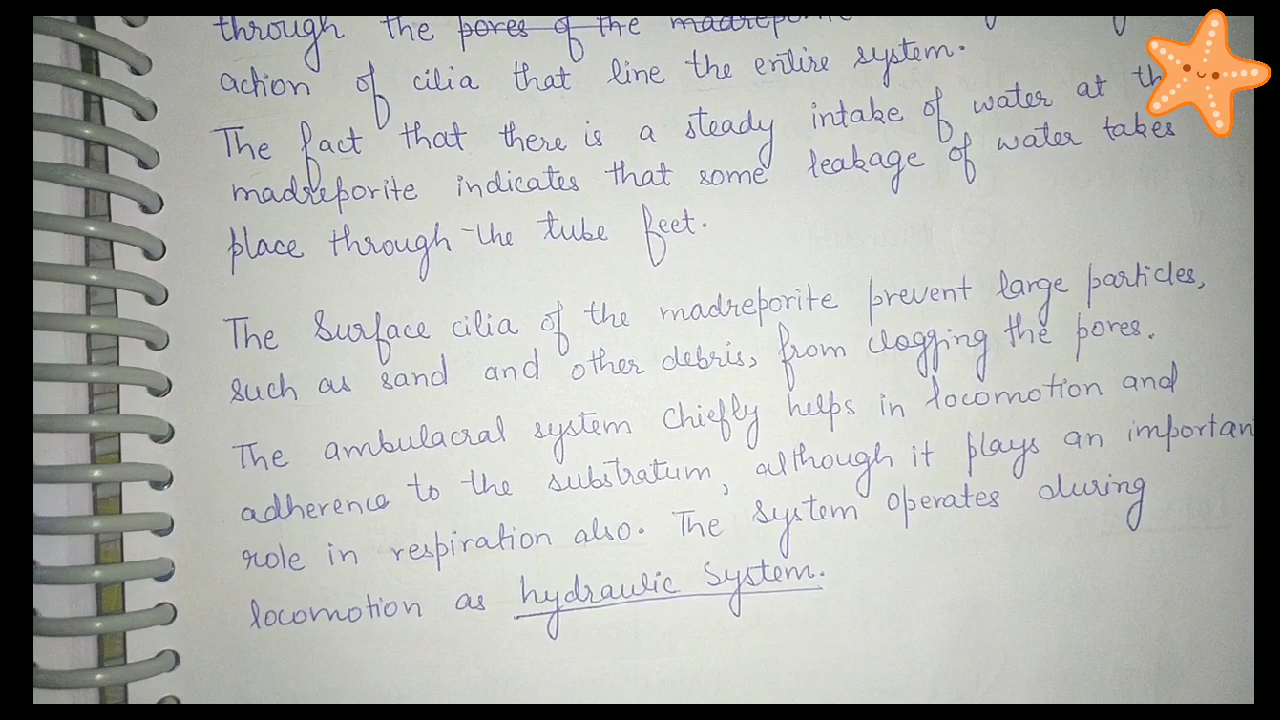 through the pores of the madreporite
action of cilia that line the entire system.
The fact that there is a steady intake of water at
madreporite indicates that some leakage of water takes
place through the tube feet.
The Surface cilia of the madreporite prevent large particles,
such as sand and other debris, from clogging the pores.
The ambulacral system chiefly helps in locomotion and
adherence to the substratum, although it plays an importan
role in respiration also. The system operates during
locomotion as hydraulic system.